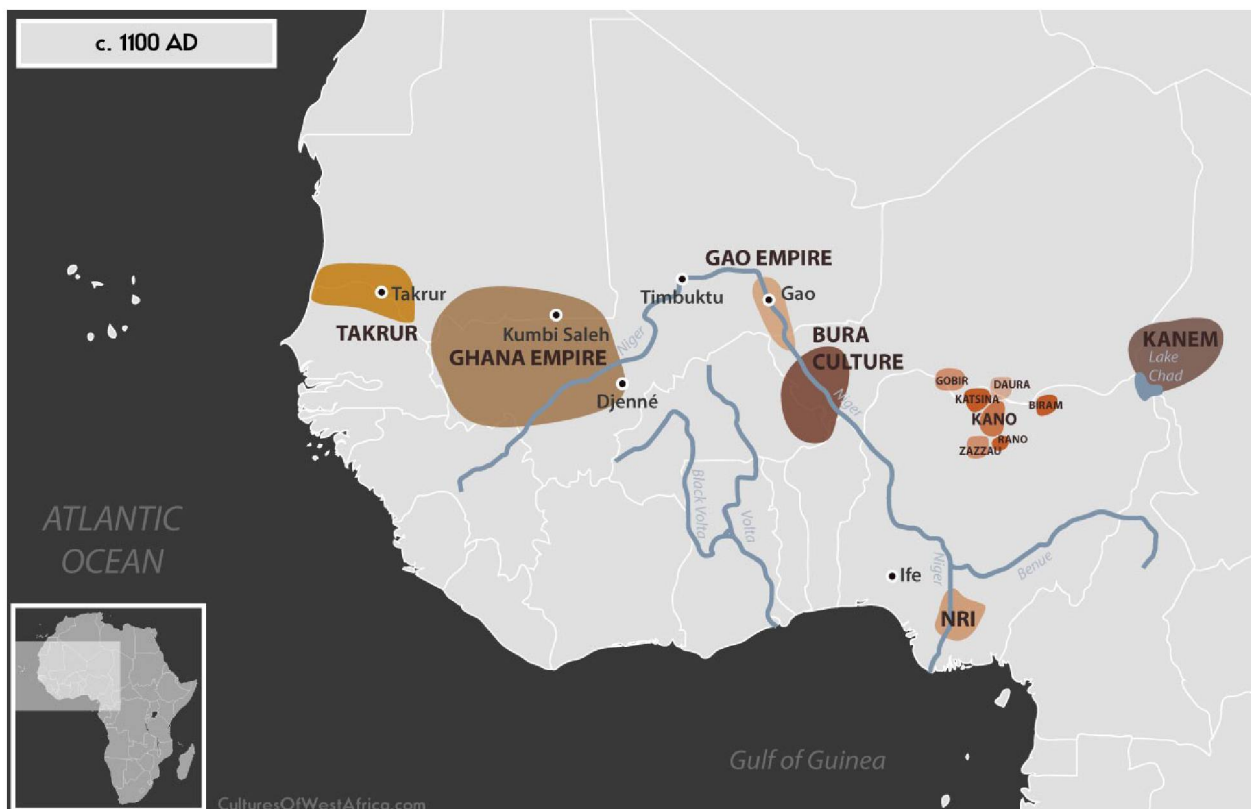 c. 1100 AD
GAO EMPIRE
Timbuktu
Gao
Takrur
TAKRUR
Kumbi Saleh
GHANA EMPIRE
Niger
Djenné
BURA
CULTURE
Niger
KANEM
Lake
Chad
GOBIR
DAURA
KATSINA
BIRAM
KANO
RANO
ZAZZAU
Black Volta
Volta
ATLANTIC
OCEAN
Ife
Niger
Benue
NRI
Gulf of Guinea
CulturesOfWestAfrica.com